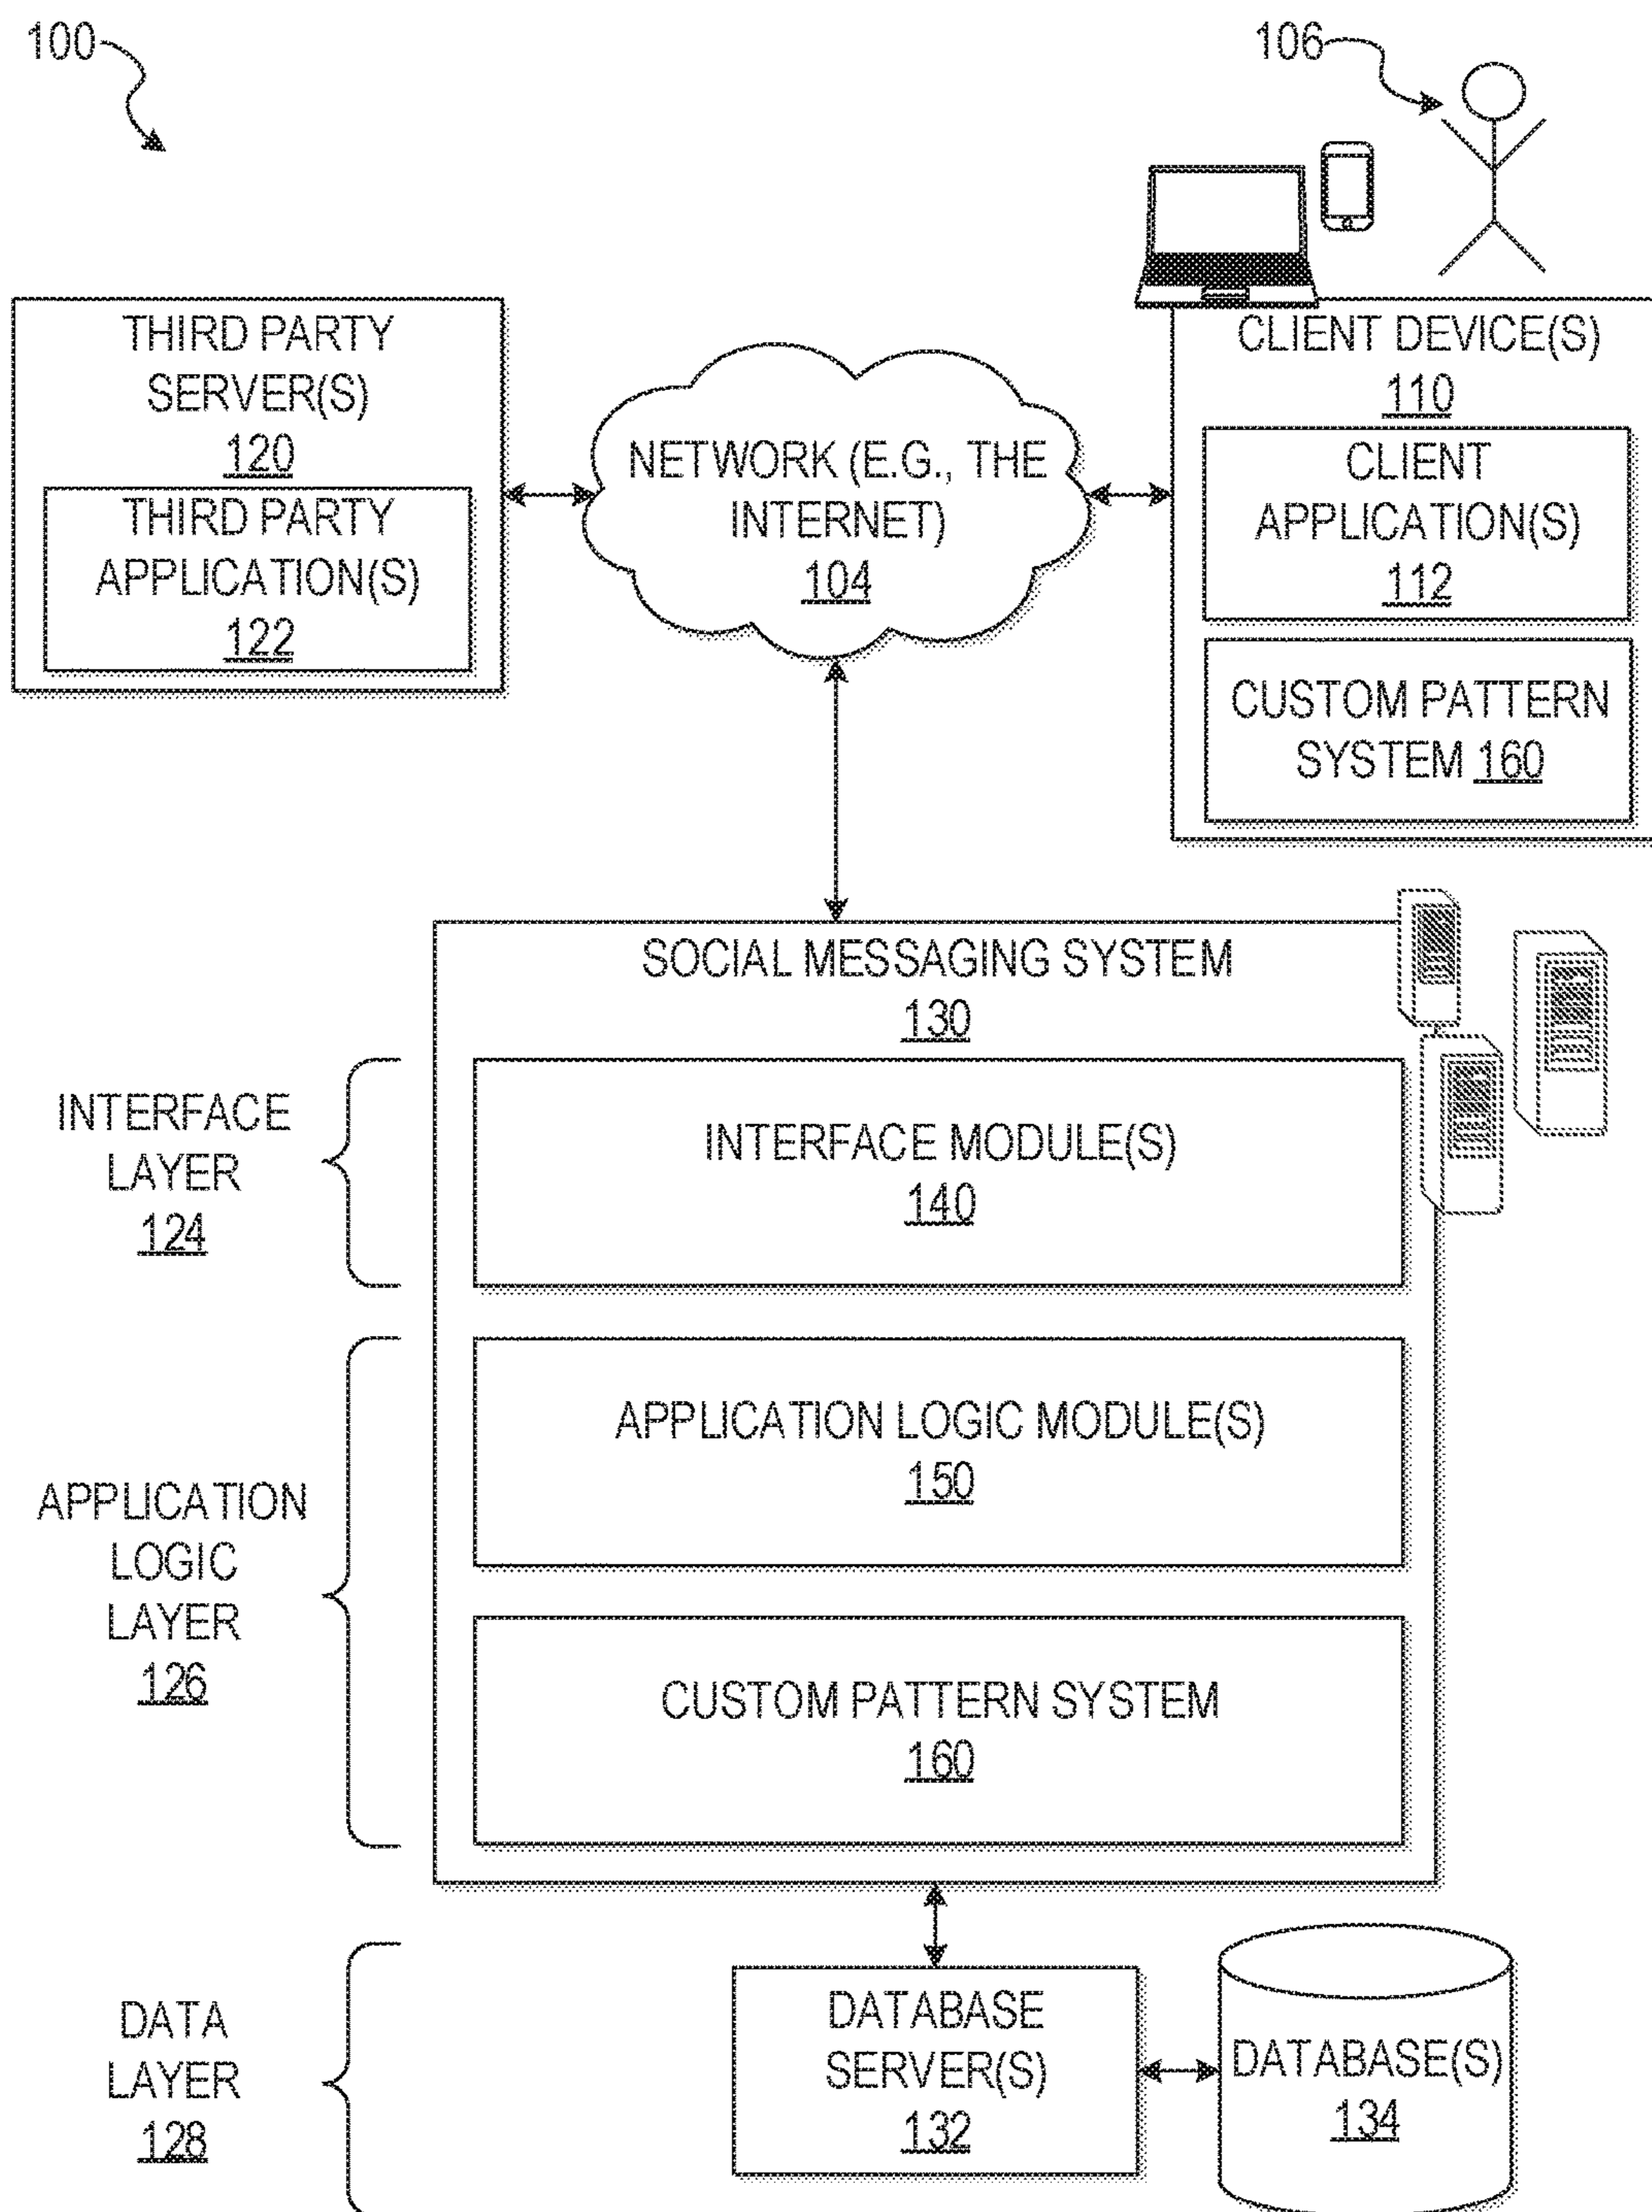 100
106
THIRD PARTY
SERVER(S)
120
THIRD PARTY
APPLICATION(S)
122
NETWORK (E.G., THE
INTERNET)
104
CLIENT DEVICE(S)
110
CLIENT
APPLICATION(S)
112
CUSTOM PATTERN
SYSTEM 160
SOCIAL MESSAGING SYSTEM
130
INTERFACE
LAYER
124
INTERFACE MODULE(S)
140
APPLICATION
LOGIC
LAYER
126
APPLICATION LOGIC MODULE(S)
150
CUSTOM PATTERN SYSTEM
160
DATA
LAYER
128
DATABASE
SERVER(S)
132
DATABASE(S)
134